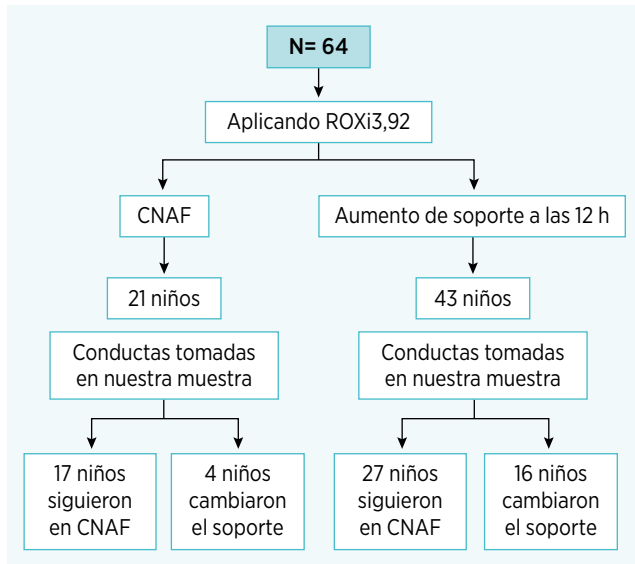 N= 64
Aplicando ROXi3,92
CNAF
Aumento de soporte a las 12 h
21 niños
43 niños
Conductas tomadas
en nuestra muestra
Conductas tomadas
en nuestra muestra
17 niños
siguieron
en CNAF
4 niños
cambiaron
el soporte
27 niños
siguieron
en CNAF
16 niños
cambiaron
el soporte